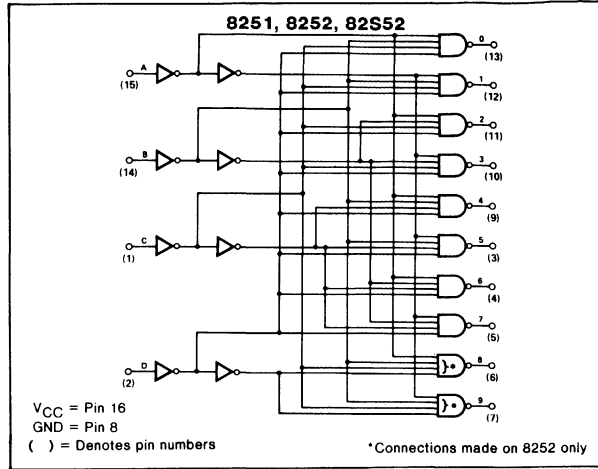 8251, 8252, 82S52
A
(15)
B
(14)
C
(1)
D
(2)
0
(13)
1
(12)
2
(11)
3
(10)
4
(9)
5
(3)
6
(4)
7
(5)
}*
8
(6)
}*
9
(7)
VCC = Pin 16
GND = Pin 8
( ) = Denotes pin numbers
*Connections made on 8252 only